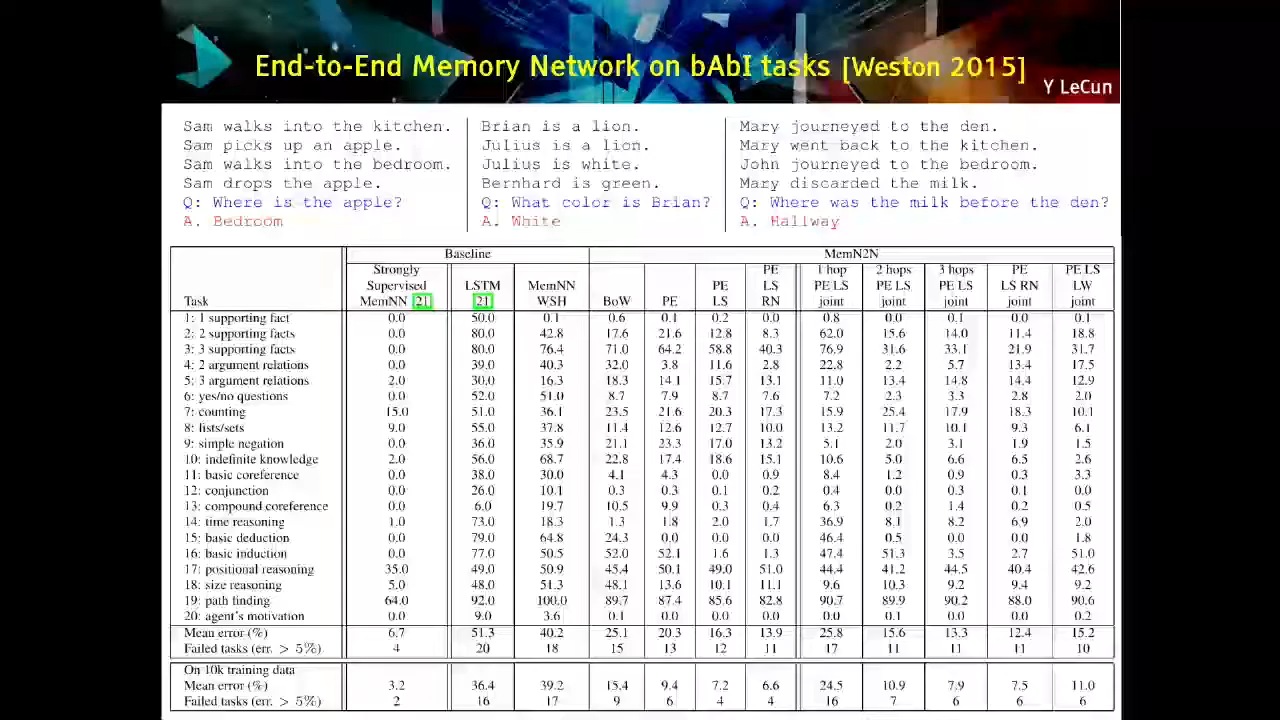 End-to-End Memory Network on bAbI tasks [Weston 2015]
Y LeCun
Sam walks into the kitchen.
Sam picks up an apple.
Sam walks into the bedroom.
Sam drops the apple.
Q: Where is the apple?
A. Bedroom
Brian is a lion.
Julius is a lion.
Julius is white.
Bernhard is green.
Q: What color is Brian?
A. White
Mary journeyed to the den.
Mary went back to the kitchen.
John journeyed to the bedroom.
Mary discarded the milk.
Q: Where was the milk before the den?
A. Hallway
Baseline MemN2N
Strongly PE 1 hop 2 hops 3 hops PE PE LS
Supervised LSTM MemNN PE LS PE LS PE LS PE LS LS RN LW
Task MemNN [21] [21] WSH BoW PE LS RN joint joint joint joint joint
1: 1 supporting fact 0.0 50.0 0.1 0.6 0.1 0.2 0.0 0.8 0.0 0.1 0.0 0.1
2: 2 supporting facts 0.0 80.0 42.8 17.6 21.6 12.8 8.3 62.0 15.6 14.0 11.4 18.8
3: 3 supporting facts 0.0 80.0 76.4 71.0 64.2 58.8 40.3 76.9 31.6 33.1 21.9 31.7
4: 2 argument relations 0.0 39.0 40.3 32.0 3.8 11.6 2.8 22.8 2.2 5.7 13.4 17.5
5: 3 argument relations 2.0 30.0 16.3 18.3 14.1 15.7 13.1 11.0 13.4 14.8 14.4 12.9
6: yes/no questions 0.0 52.0 51.0 8.7 7.9 8.7 7.6 7.2 2.3 3.3 2.8 2.0
7: counting 15.0 51.0 36.1 23.5 21.6 20.3 17.3 15.9 25.4 17.9 18.3 10.1
8: lists/sets 9.0 55.0 37.8 11.4 12.6 12.7 10.0 13.2 11.7 10.1 9.3 6.1
9: simple negation 0.0 36.0 35.9 21.1 23.3 17.0 13.2 5.1 2.0 3.1 1.9 1.5
10: indefinite knowledge 2.0 56.0 68.7 22.8 17.4 18.6 15.1 10.6 5.0 6.6 6.5 2.6
11: basic coreference 0.0 38.0 30.0 4.1 4.3 0.0 0.9 8.4 1.2 0.9 0.3 3.3
12: conjunction 0.0 26.0 10.1 0.3 0.3 0.1 0.2 0.4 0.0 0.3 0.1 0.0
13: compound coreference 0.0 6.0 19.7 10.5 9.9 0.3 0.4 6.3 0.2 1.4 0.2 0.5
14: time reasoning 1.0 73.0 18.3 1.3 1.8 2.0 1.7 36.9 8.1 8.2 6.9 2.0
15: basic deduction 0.0 79.0 64.8 24.3 0.0 0.0 0.0 46.4 0.5 0.0 0.0 1.8
16: basic induction 0.0 77.0 50.5 52.0 52.1 1.6 1.3 47.4 51.3 3.5 2.7 51.0
17: positional reasoning 35.0 49.0 50.9 45.4 50.1 49.0 51.0 44.4 41.2 44.5 40.4 42.6
18: size reasoning 5.0 48.0 51.3 48.1 13.6 10.1 11.1 9.6 10.3 9.2 9.4 9.2
19: path finding 64.0 92.0 100.0 89.7 87.4 85.6 82.8 90.7 89.9 90.2 88.0 90.6
20: agent's motivation 0.0 9.0 3.6 0.1 0.0 0.0 0.0 0.0 0.1 0.0 0.0 0.2
Mean error (%) 6.7 51.3 40.2 25.1 20.3 16.3 13.9 25.8 15.6 13.3 12.4 15.2
Failed tasks (err. > 5%) 4 20 18 15 13 12 11 17 11 11 11 10
On 10k training data
Mean error (%) 3.2 36.4 39.2 15.4 9.4 7.2 6.6 24.5 10.9 7.9 7.5 11.0
Failed tasks (err. > 5%) 2 16 17 9 6 4 4 16 7 6 6 6